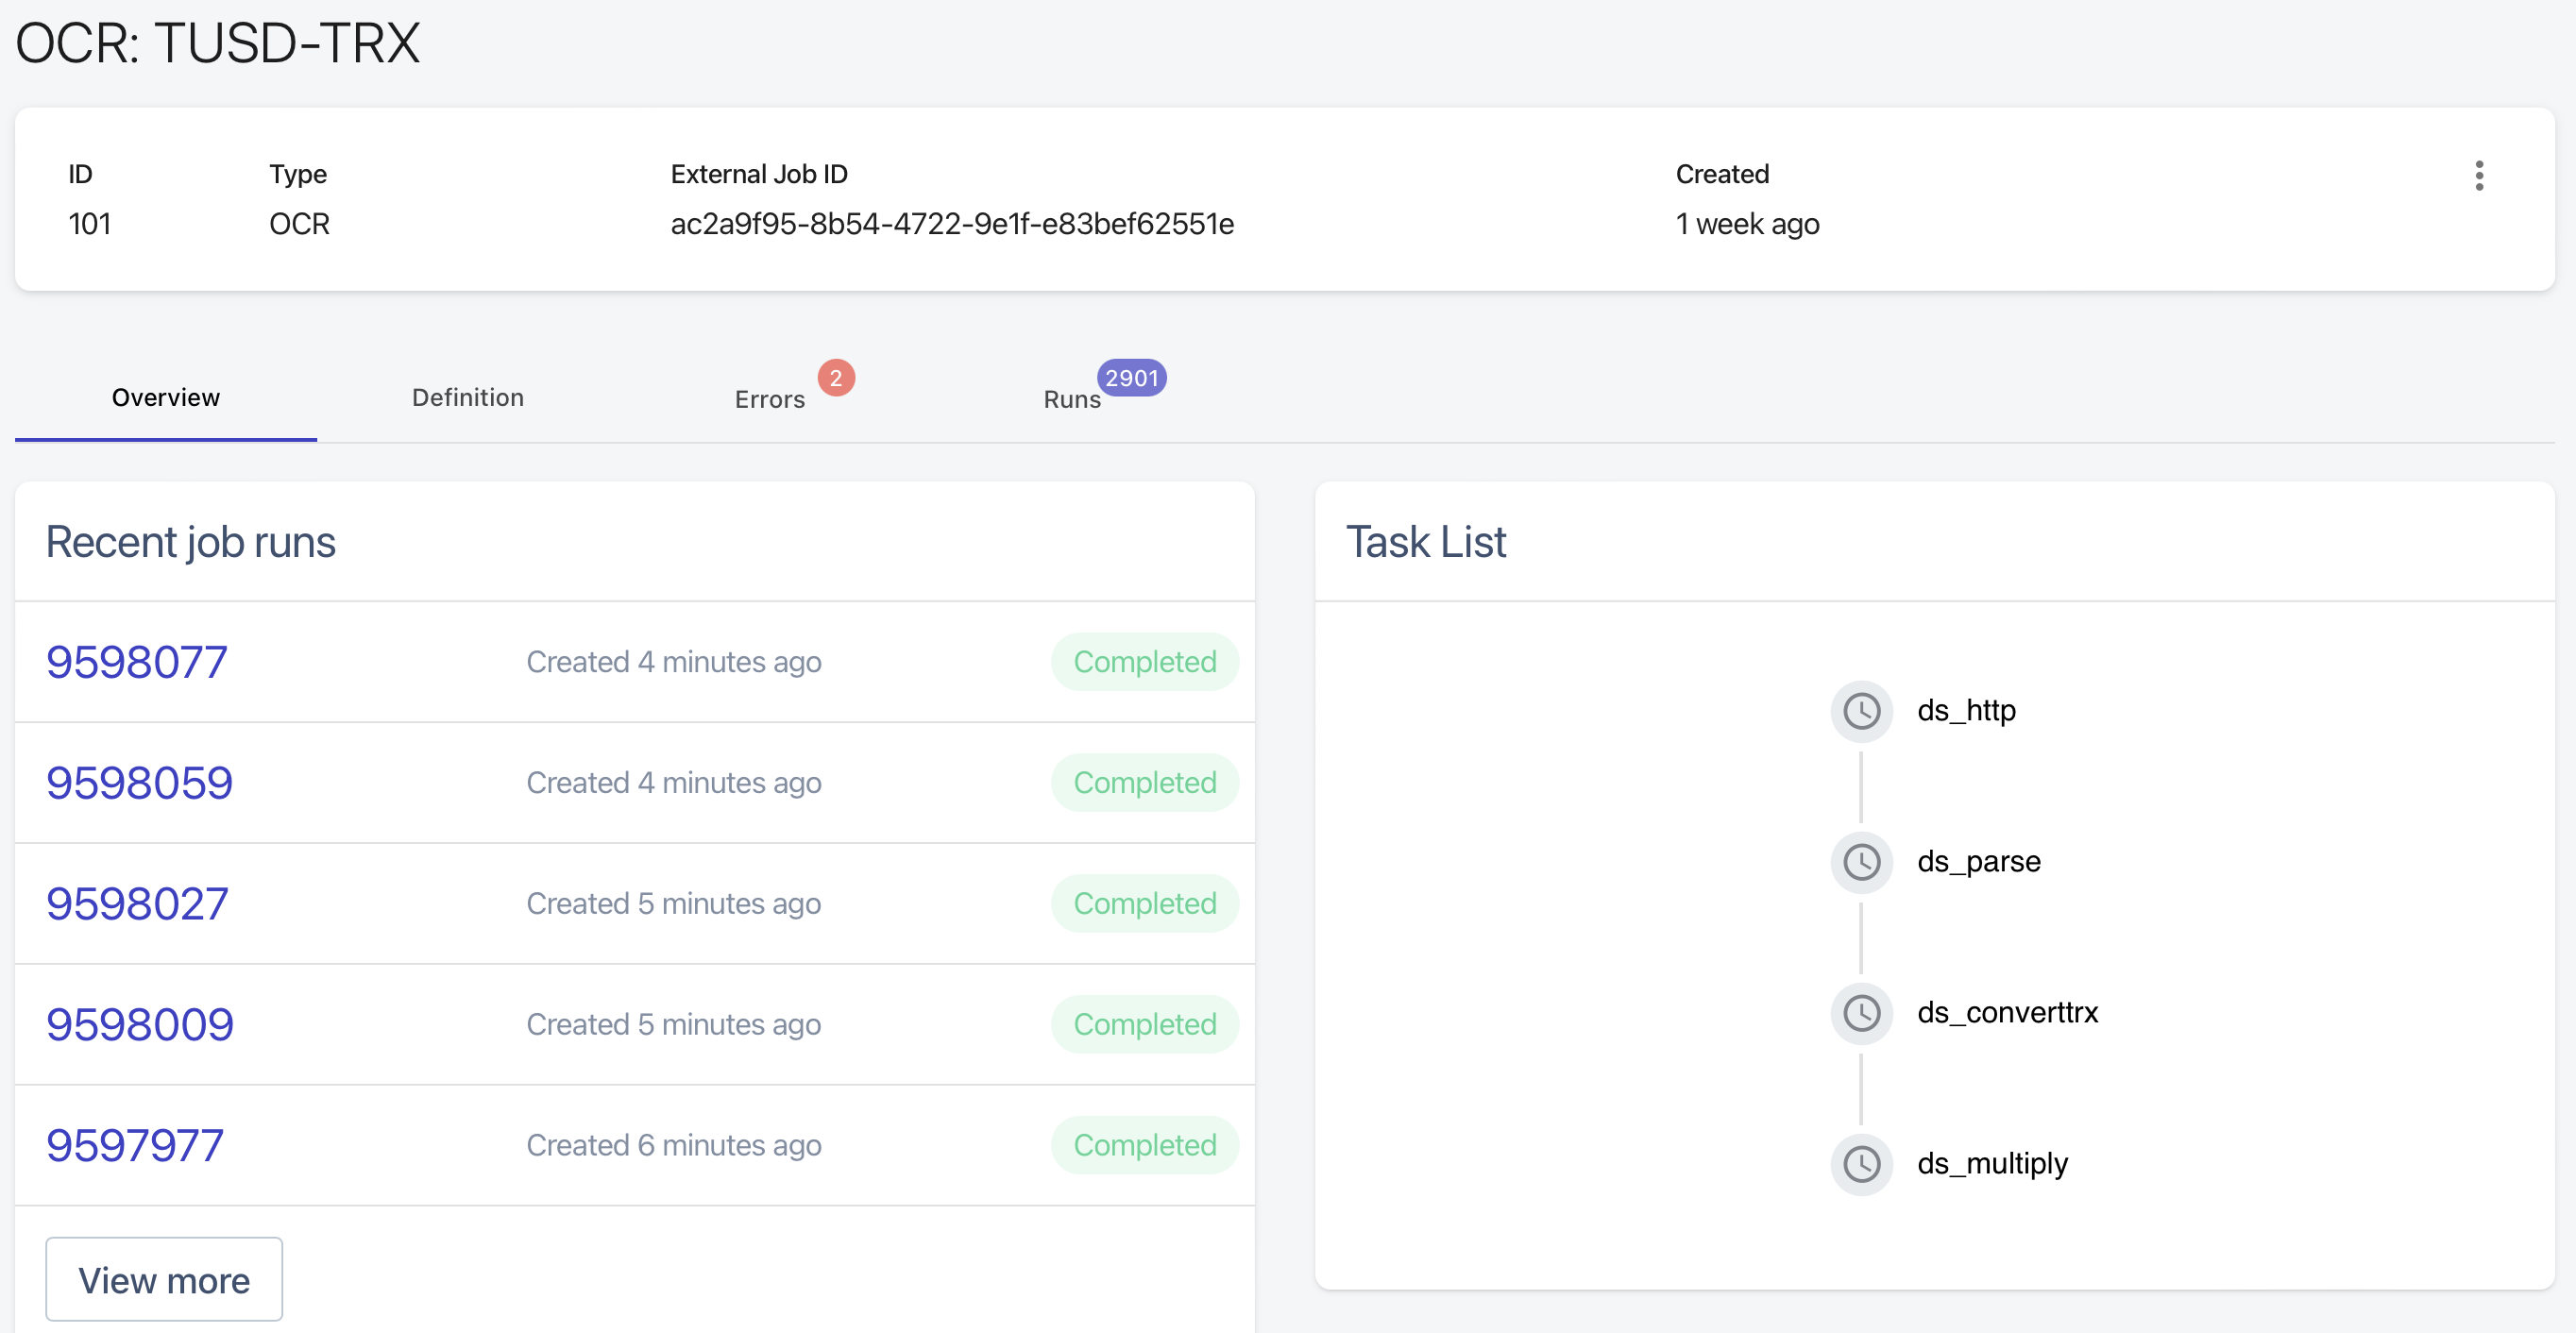 OCR: TUSD-TRX
ID Type External Job ID Created
101 OCR ac2a9f95-8b54-4722-9e1f-e83bef62551e 1 week ago
Overview Definition Errors 2 Runs 2901
Recent job runs
9598077 Created 4 minutes ago Completed
9598059 Created 4 minutes ago Completed
9598027 Created 5 minutes ago Completed
9598009 Created 5 minutes ago Completed
9597977 Created 6 minutes ago Completed
View more
Task List
ds_http
ds_parse
ds_converttrx
ds_multiply